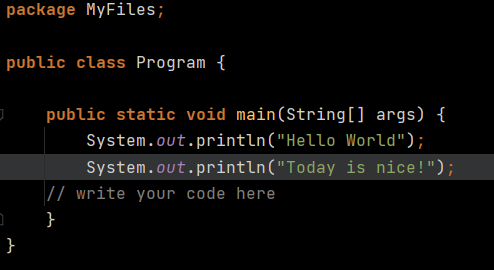 package MyFiles;
public class Program {
public static void main(String[] args) {
System.out.println("Hello World");
System.out.println("Today is nice!");
// write your code here
}
}